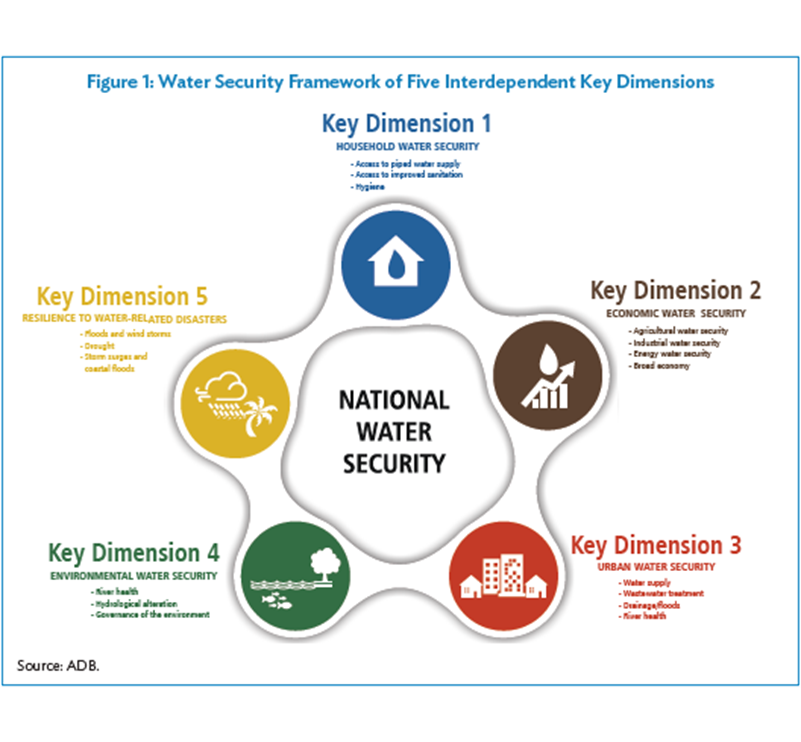 Figure 1: Water Security Framework of Five Interdependent Key Dimensions
Key Dimension 1
HOUSEHOLD WATER SECURITY
- Access to piped water supply
- Access to improved sanitation
- Hygiene
Key Dimension 2
ECONOMIC WATER SECURITY
- Agricultural water security
- Industrial water security
- Energy water security
- Broad economy
Key Dimension 3
URBAN WATER SECURITY
- Water supply
- Wastewater treatment
- Drainage/floods
- River health
Key Dimension 4
ENVIRONMENTAL WATER SECURITY
- River health
- Hydrological alteration
- Governance of the environment
Key Dimension 5
RESILIENCE TO WATER-RELATED DISASTERS
- Floods and wind storms
- Drought
- Storm surges and
coastal floods
NATIONAL
WATER
SECURITY
Source: ADB.